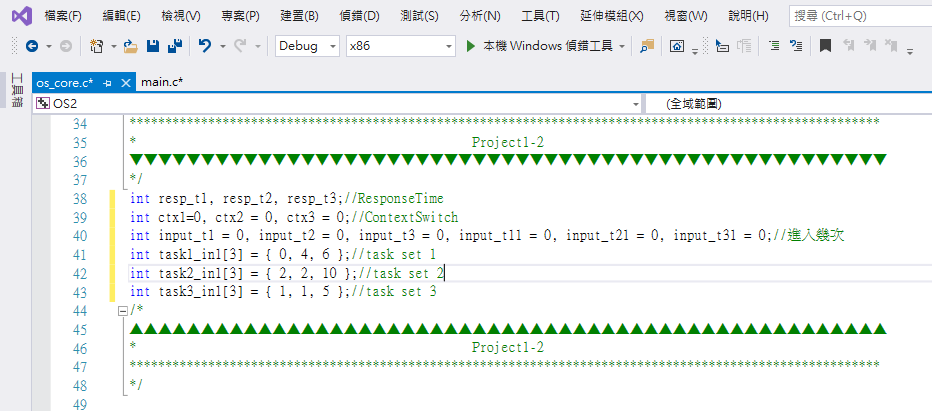 檔案(F) 編輯(E) 檢視(V) 專案(P) 建置(B) 偵錯(D) 測試(S) 分析(N) 工具(T) 延伸模組(X) 視窗(W) 說明(H) 搜尋 (Ctrl+Q)
Debug x86 本機 Windows 偵錯工具
工具箱
os_core.c* main.c*
OS2 (全域範圍)
34 ***********************************************************************************************************
35 * Project1-2
36 ▼▼▼▼▼▼▼▼▼▼▼▼▼▼▼▼▼▼▼▼▼▼▼▼▼▼▼▼▼▼▼▼▼▼▼▼▼▼▼▼▼▼▼▼▼▼▼▼▼▼▼▼▼
37 */
38 int resp_t1, resp_t2, resp_t3;//ResponseTime
39 int ctx1=0, ctx2 = 0, ctx3 = 0;//ContextSwitch
40 int input_t1 = 0, input_t2 = 0, input_t3 = 0, input_t11 = 0, input_t21 = 0, input_t31 = 0;//進入幾次
41 int task1_in1[3] = { 0, 4, 6 };//task set 1
42 int task2_in1[3] = { 2, 2, 10 };//task set 2
43 int task3_in1[3] = { 1, 1, 5 };//task set 3
44 /*
45 ▲▲▲▲▲▲▲▲▲▲▲▲▲▲▲▲▲▲▲▲▲▲▲▲▲▲▲▲▲▲▲▲▲▲▲▲▲▲▲▲▲▲▲▲▲▲▲▲▲▲▲▲▲
46 * Project1-2
47 ***********************************************************************************************************
48 */
49